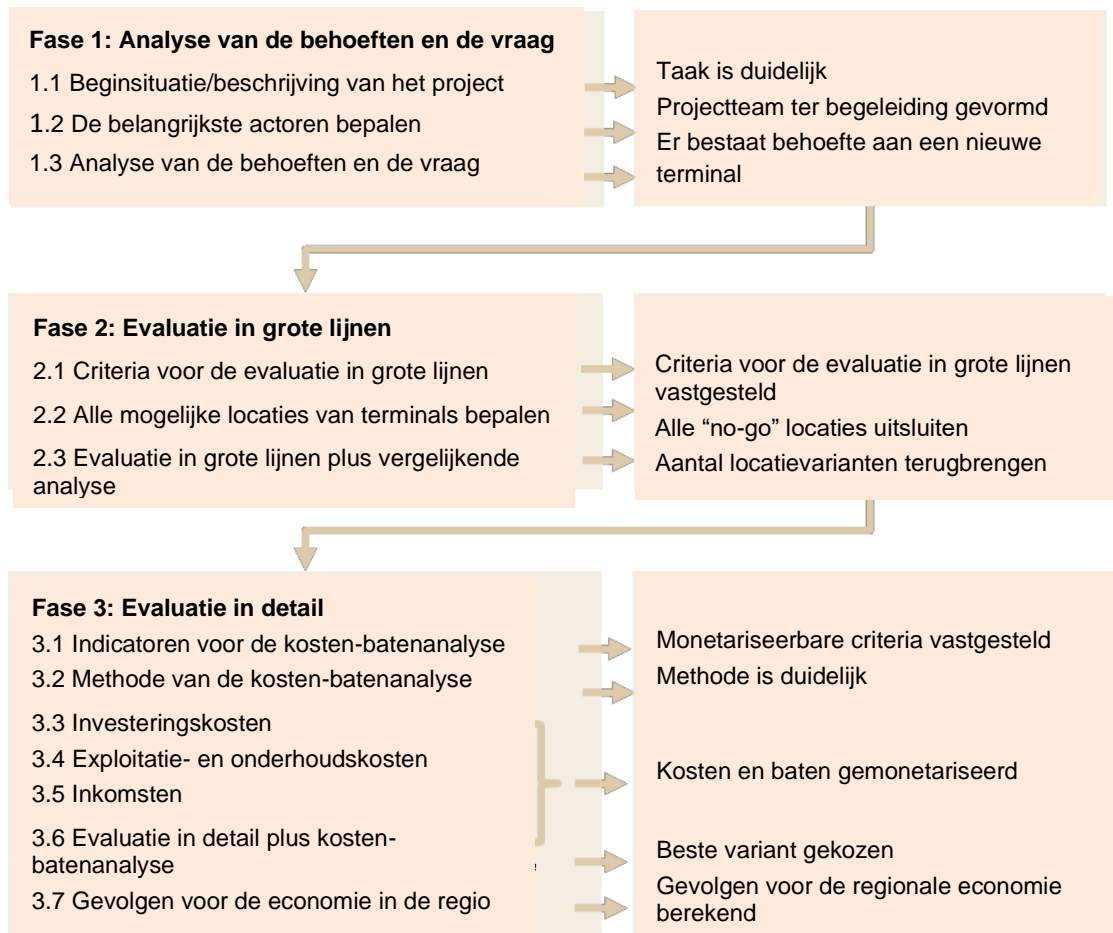 Fase 1: Analyse van de behoeften en de vraag
1.1 Beginsituatie/beschrijving van het project
1.2 De belangrijkste actoren bepalen
1.3 Analyse van de behoeften en de vraag
Taak is duidelijk
Projectteam ter begeleiding gevormd
Er bestaat behoefte aan een nieuwe
terminal
Fase 2: Evaluatie in grote lijnen
2.1 Criteria voor de evaluatie in grote lijnen
2.2 Alle mogelijke locaties van terminals bepalen
2.3 Evaluatie in grote lijnen plus vergelijkende
analyse
Criteria voor de evaluatie in grote lijnen
vastgesteld
Alle “no-go” locaties uitsluiten
Aantal locatievarianten terugbrengen
Fase 3: Evaluatie in detail
3.1 Indicatoren voor de kosten-batenanalyse
3.2 Methode van de kosten-batenanalyse
3.3 Investeringskosten
3.4 Exploitatie- en onderhoudskosten
3.5 Inkomsten
3.6 Evaluatie in detail plus kosten-
batenanalyse
3.7 Gevolgen voor de economie in de regio
Monetariseerbare criteria vastgesteld
Methode is duidelijk
Kosten en baten gemonetariseerd
Beste variant gekozen
Gevolgen voor de regionale economie
berekend